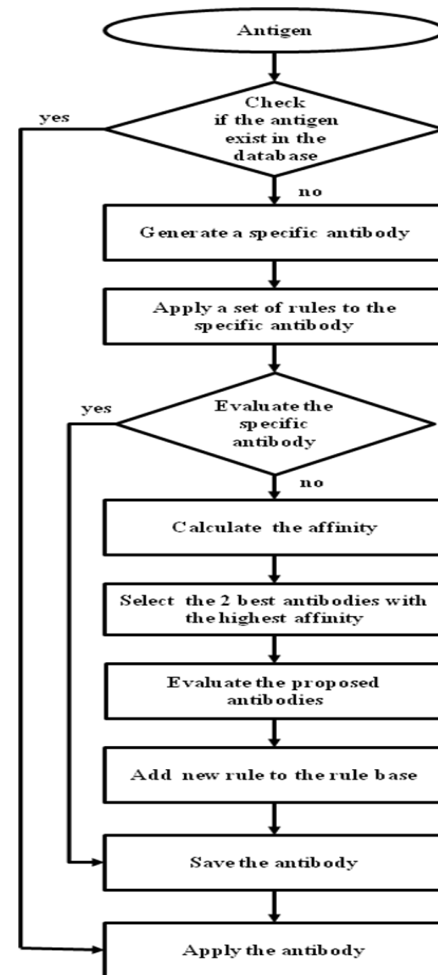 Antigen
Check
if the antigen
exist in the
database
yes
no
Generate a specific antibody
Apply a set of rules to the
specific antibody
Evaluate the
specific
antibody
yes
no
Calculate the affinity
Select the 2 best antibodies with
the highest affinity
Evaluate the proposed
antibodies
Add new rule to the rule base
Save the antibody
Apply the antibody